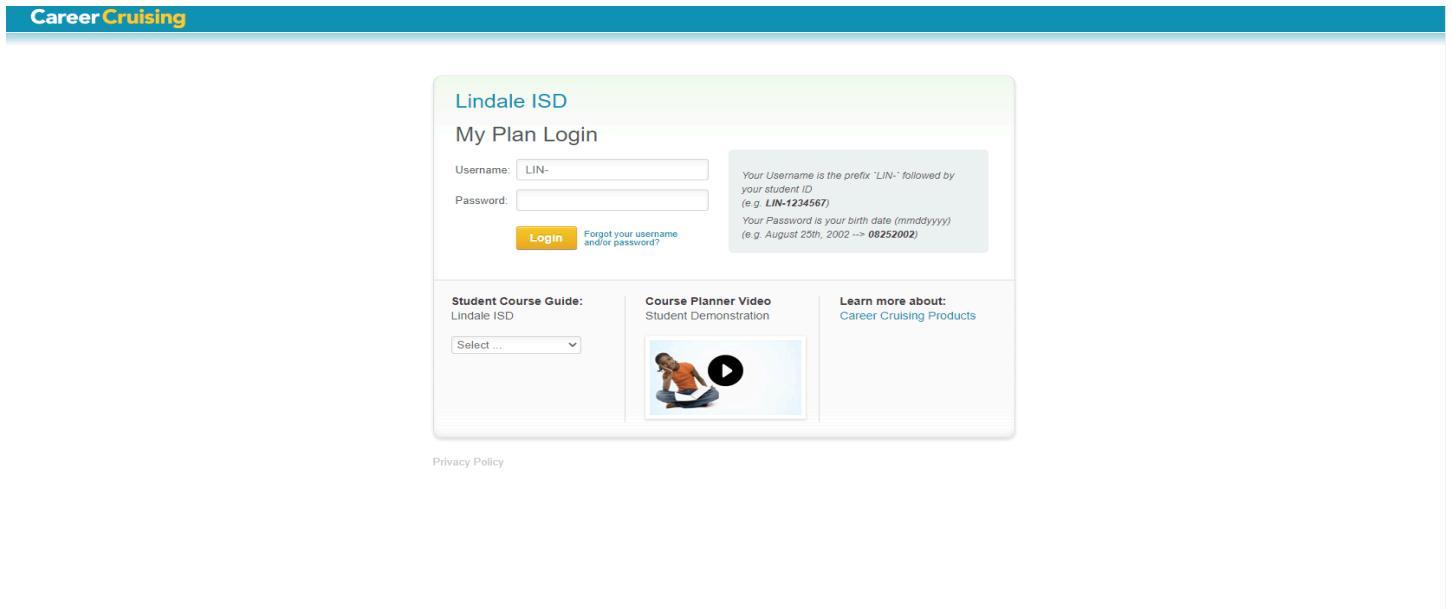 Career Cruising
Lindale ISD
My Plan Login
Username: LIN-
Password:
Login
Forgot your username
and/or password?
Your Username is the prefix `LIN-` followed by
your student ID
(e.g. LIN-1234567)
Your Password is your birth date (mmddyyyy)
(e.g. August 25th, 2002 --> 08252002)
Student Course Guide:
Lindale ISD
Select ...
Course Planner Video
Student Demonstration
Learn more about:
Career Cruising Products
Privacy Policy